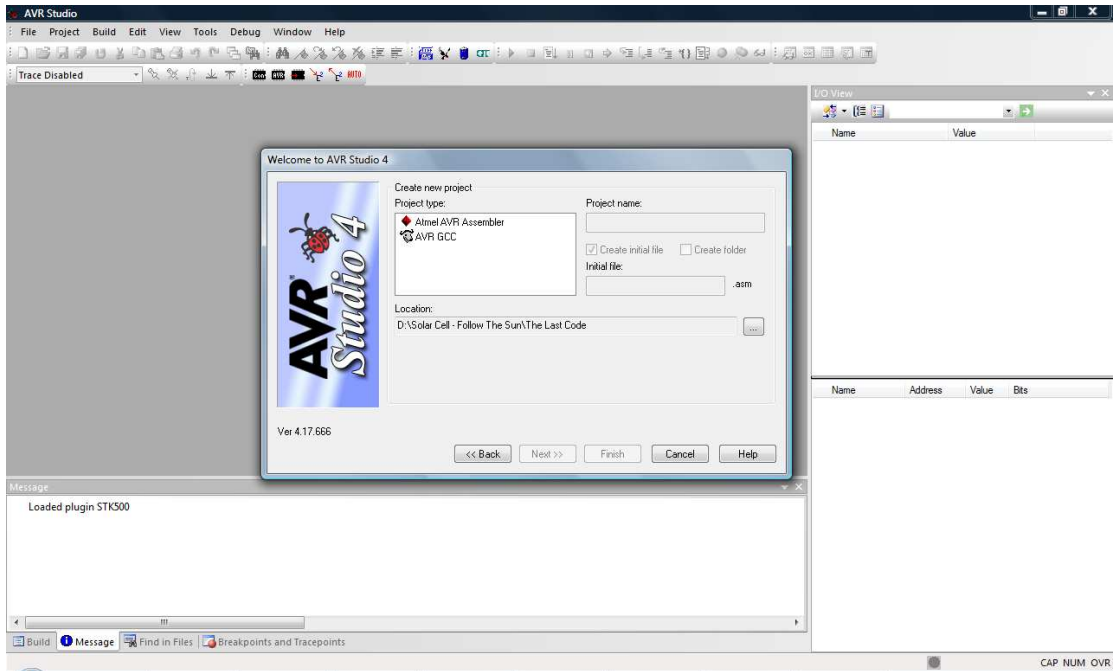 AVR Studio
File Project Build Edit View Tools Debug Window Help
Trace Disabled
Con AVR AUTO
I/O View
Name Value
Welcome to AVR Studio 4
AVR Studio 4
Create new project
Project type:
Atmel AVR Assembler
AVR GCC
Project name:
Create initial file Create folder
Initial file:
.asm
Location:
D:\Solar Cell - Follow The Sun\The Last Code
...
Ver 4.17.666
<< Back Next >> Finish Cancel Help
Name Address Value Bits
Message
Loaded plugin STK500
Build Message Find in Files Breakpoints and Tracepoints
CAP NUM OVR